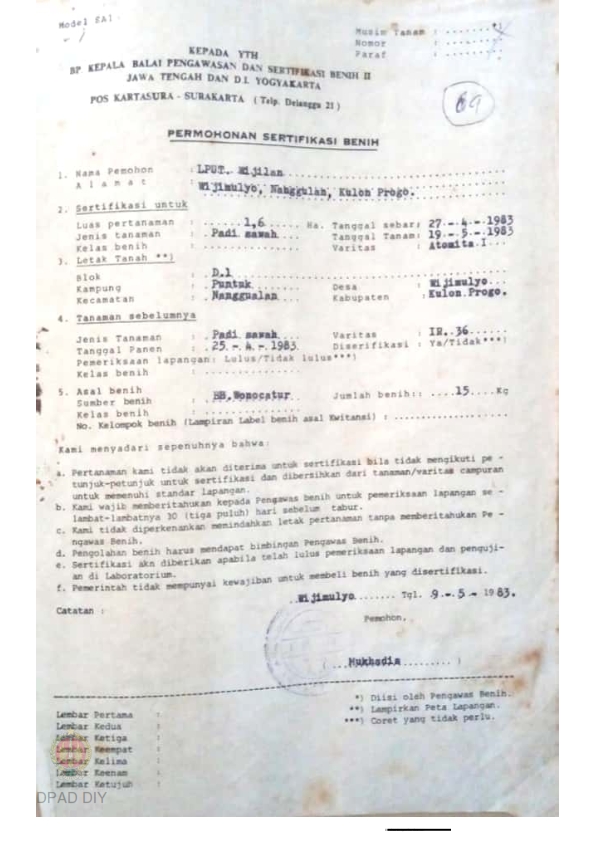 Model SA1
Musim Tanam : .......*)
Nomor : .......
Paraf : .......
KEPADA YTH
BP KEPALA BALAI PENGAWASAN DAN SERTIFIKASI BENIH II
JAWA TENGAH DAN D.I. YOGYAKARTA
POS KARTASURA - SURAKARTA ( Talp. Delanggu 21 )
69
PERMOHONAN SERTIFIKASI BENIH
1. Nama Pemohon : LPUT. Wijilan
A l a m a t : Wijimulyo, Nanggulan, Kulon Progo.
2. Sertifikasi untuk
Luas pertanaman : ......1,6...... Ha. Tanggal sebar: 27-.4.-.1983
Jenis tanaman : .Padi sawah.... Tanggal Tanam: 19.-.5.-.1983
Kelas benih : .............. Varitas : Atomita.I...
3. Letak Tanah **)
Blok : .D.1
Kampung : .Puntuk.... Desa : Wijimulyo...
Kecamatan : .Nanggualan. Kabupaten : Kulon.Progo.
4. Tanaman sebelumnya
Jenis Tanaman : .Padi sawah.... Varitas : IR.36......
Tanggal Panen : .25.-.4.-.1983. Diserifikasi : Ya/Tidak***)
Pemeriksaan lapangan: Lulus/Tidak lulus***)
Kelas benih : ..............
5. Asal benih
Sumber benih : .BB.Wonocatur... Jumlah benih:: ....15.... Kg
Kelas benih : ..............
No. Kelompok benih (Lampiran Label benih asal Kwitansi) : ..............
Kami menyadari sepenuhnya bahwa:
a. Pertanaman kami tidak akan diterima untuk sertifikasi bila tidak mengikuti pe -
tunjuk-petunjuk untuk sertifikasi dan dibersihkan dari tanaman/varitas campuran
untuk memenuhi standar Lapangan.
b. Kami wajib memberitahukan kepada Pengawas benih untuk pemeriksaan lapangan se -
lambat-lambatnya 30 (tiga puluh) hari sebelum tabur.
c. Kami tidak diperkenankan memindahkan letak pertanaman tanpa memberitahukan Pe -
ngawas Benih.
d. Pengolahan benih harus mendapat bimbingan Pengawas Benih.
e. Sertifikasi akn diberikan apabila telah lulus pemeriksaan lapangan dan penguji-
an di Laboratorium.
f. Pemerintah tidak mempunyai kewajiban untuk membeli benih yang disertifikasi.
.Wijimulyo........ Tgl. .9.-.5 - 1983.
Catatan :
Pemohon,
( ...Mukhadis......... )
*) Diisi oleh Pengawas Benih.
**) Lampirkan Peta Lapangan.
***) Coret yang tidak perlu.
Lembar Pertama :
Lembar Kedua :
Lembar Ketiga :
Lembar Keempat :
Lembar Kelima :
Lembar Keenam :
Lembar Ketujuh :
DPAD DIY